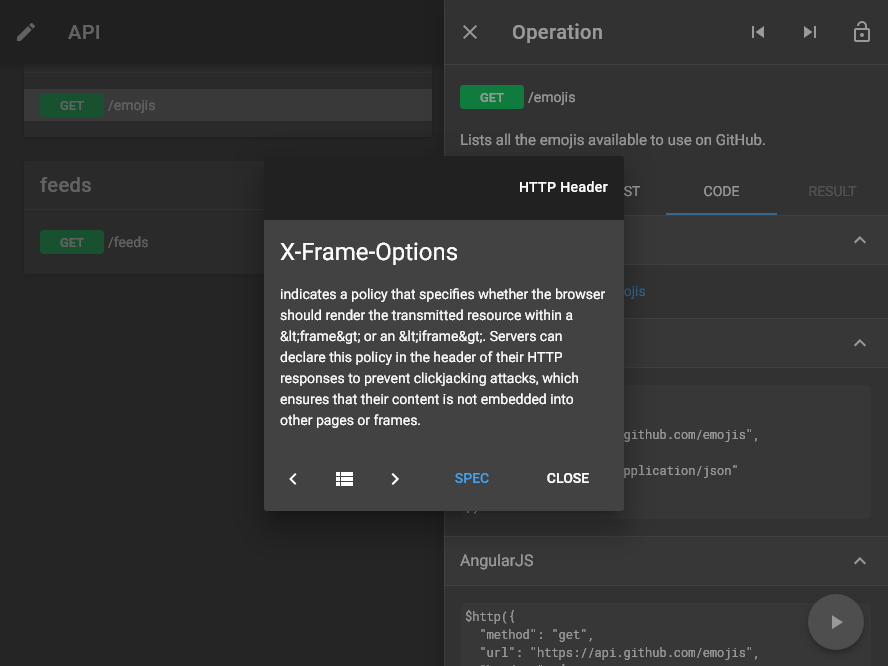 API
GET /emojis
feeds
GET /feeds
Operation
GET /emojis
Lists all the emojis available to use on GitHub.
ST
CODE
RESULT
ojis
github.com/emojis",
pplication/json"
AngularJS
$http({
"method": "get",
"url": "https://api.github.com/emojis",
HTTP Header
X-Frame-Options
indicates a policy that specifies whether the browser
should render the transmitted resource within a
&lt;frame&gt; or an &lt;iframe&gt;. Servers can
declare this policy in the header of their HTTP
responses to prevent clickjacking attacks, which
ensures that their content is not embedded into
other pages or frames.
SPEC
CLOSE